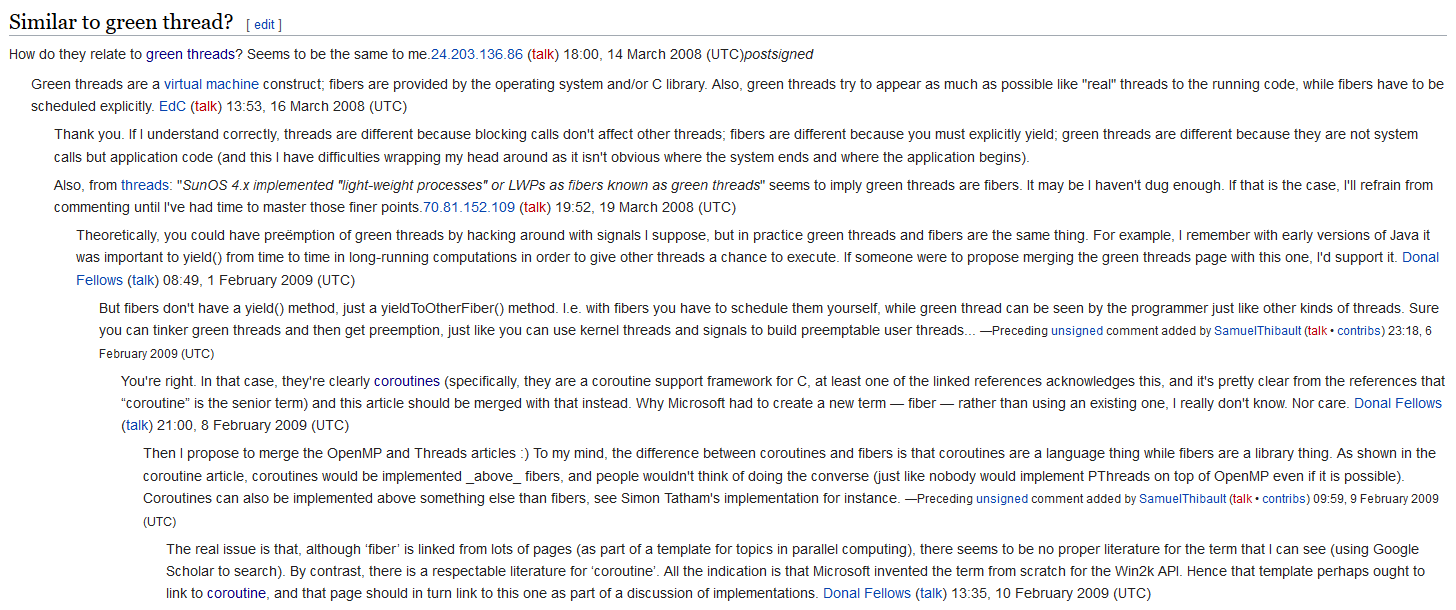 Similar to green thread? [ edit ]
How do they relate to green threads? Seems to be the same to me.24.203.136.86 (talk) 18:00, 14 March 2008 (UTC)postsigned
Green threads are a virtual machine construct; fibers are provided by the operating system and/or C library. Also, green threads try to appear as much as possible like "real" threads to the running code, while fibers have to be
scheduled explicitly. EdC (talk) 13:53, 16 March 2008 (UTC)
Thank you. If I understand correctly, threads are different because blocking calls don't affect other threads; fibers are different because you must explicitly yield; green threads are different because they are not system
calls but application code (and this I have difficulties wrapping my head around as it isn't obvious where the system ends and where the application begins).
Also, from threads: "SunOS 4.x implemented "light-weight processes" or LWPs as fibers known as green threads" seems to imply green threads are fibers. It may be I haven't dug enough. If that is the case, I'll refrain from
commenting until I've had time to master those finer points.70.81.152.109 (talk) 19:52, 19 March 2008 (UTC)
Theoretically, you could have preëmption of green threads by hacking around with signals I suppose, but in practice green threads and fibers are the same thing. For example, I remember with early versions of Java it
was important to yield() from time to time in long-running computations in order to give other threads a chance to execute. If someone were to propose merging the green threads page with this one, I'd support it. Donal
Fellows (talk) 08:49, 1 February 2009 (UTC)
But fibers don't have a yield() method, just a yieldToOtherFiber() method. I.e. with fibers you have to schedule them yourself, while green thread can be seen by the programmer just like other kinds of threads. Sure
you can tinker green threads and then get preemption, just like you can use kernel threads and signals to build preemptable user threads... —Preceding unsigned comment added by SamuelThibault (talk • contribs) 23:18, 6
February 2009 (UTC)
You're right. In that case, they're clearly coroutines (specifically, they are a coroutine support framework for C, at least one of the linked references acknowledges this, and it's pretty clear from the references that
“coroutine” is the senior term) and this article should be merged with that instead. Why Microsoft had to create a new term — fiber — rather than using an existing one, I really don't know. Nor care. Donal Fellows
(talk) 21:00, 8 February 2009 (UTC)
Then I propose to merge the OpenMP and Threads articles :) To my mind, the difference between coroutines and fibers is that coroutines are a language thing while fibers are a library thing. As shown in the
coroutine article, coroutines would be implemented _above_ fibers, and people wouldn't think of doing the converse (just like nobody would implement PThreads on top of OpenMP even if it is possible).
Coroutines can also be implemented above something else than fibers, see Simon Tatham's implementation for instance. —Preceding unsigned comment added by SamuelThibault (talk • contribs) 09:59, 9 February 2009
(UTC)
The real issue is that, although ‘fiber’ is linked from lots of pages (as part of a template for topics in parallel computing), there seems to be no proper literature for the term that I can see (using Google
Scholar to search). By contrast, there is a respectable literature for ‘coroutine’. All the indication is that Microsoft invented the term from scratch for the Win2k API. Hence that template perhaps ought to
link to coroutine, and that page should in turn link to this one as part of a discussion of implementations. Donal Fellows (talk) 13:35, 10 February 2009 (UTC)